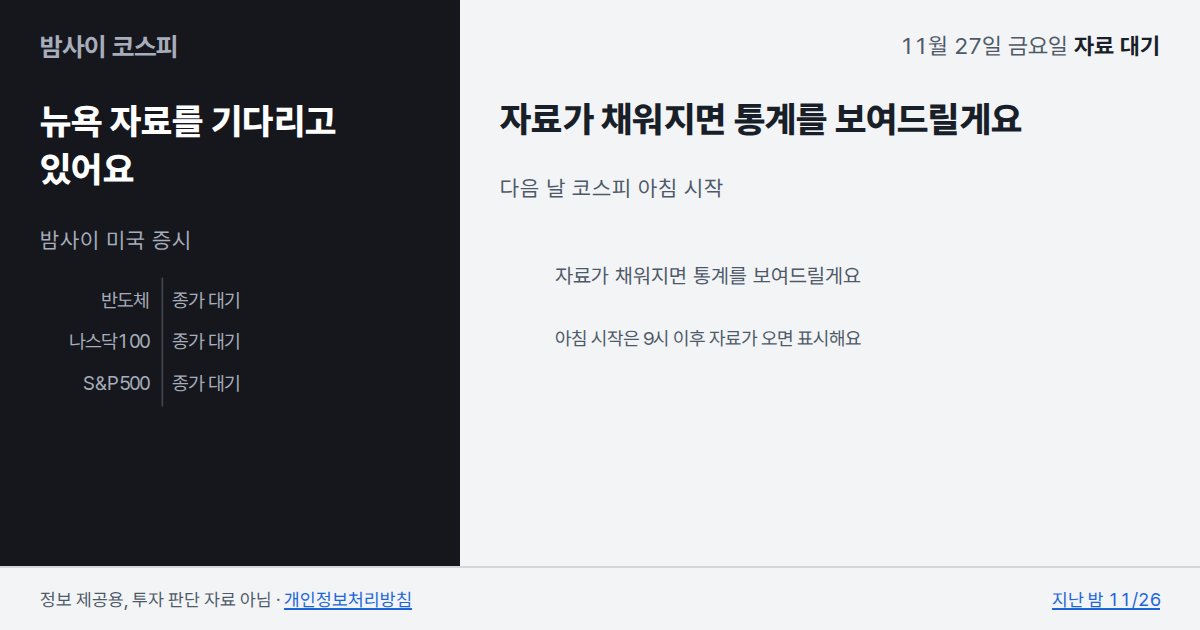 밤사이 코스피
뉴욕 자료를 기다리고
있어요
밤사이 미국 증시
반도체 종가 대기
나스닥100 종가 대기
S&P500 종가 대기
11월 27일 금요일 자료 대기
자료가 채워지면 통계를 보여드릴게요
다음 날 코스피 아침 시작
자료가 채워지면 통계를 보여드릴게요
아침 시작은 9시 이후 자료가 오면 표시해요
정보 제공용, 투자 판단 자료 아님 · 개인정보처리방침
지난 밤 11/26